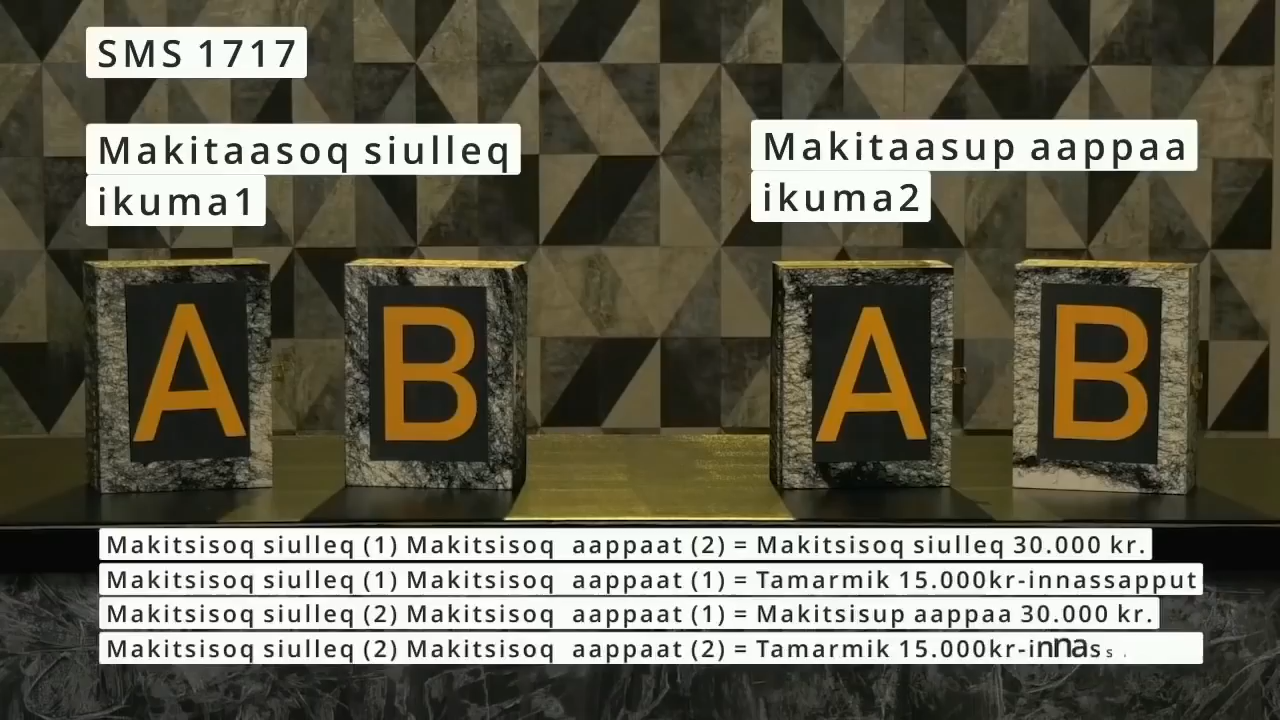 SMS 1717
Makitaasoq siulleq
ikuma1
Makitaasup aappaa
ikuma2
A B A B
Makitsisoq siulleq (1) Makitsisoq aappaat (2) = Makitsisoq siulleq 30.000 kr.
Makitsisoq siulleq (1) Makitsisoq aappaat (1) = Tamarmik 15.000kr-innassapput
Makitsisoq siulleq (2) Makitsisoq aappaat (1) = Makitsisup aappaa 30.000 kr.
Makitsisoq siulleq (2) Makitsisoq aappaat (2) = Tamarmik 15.000kr-innass